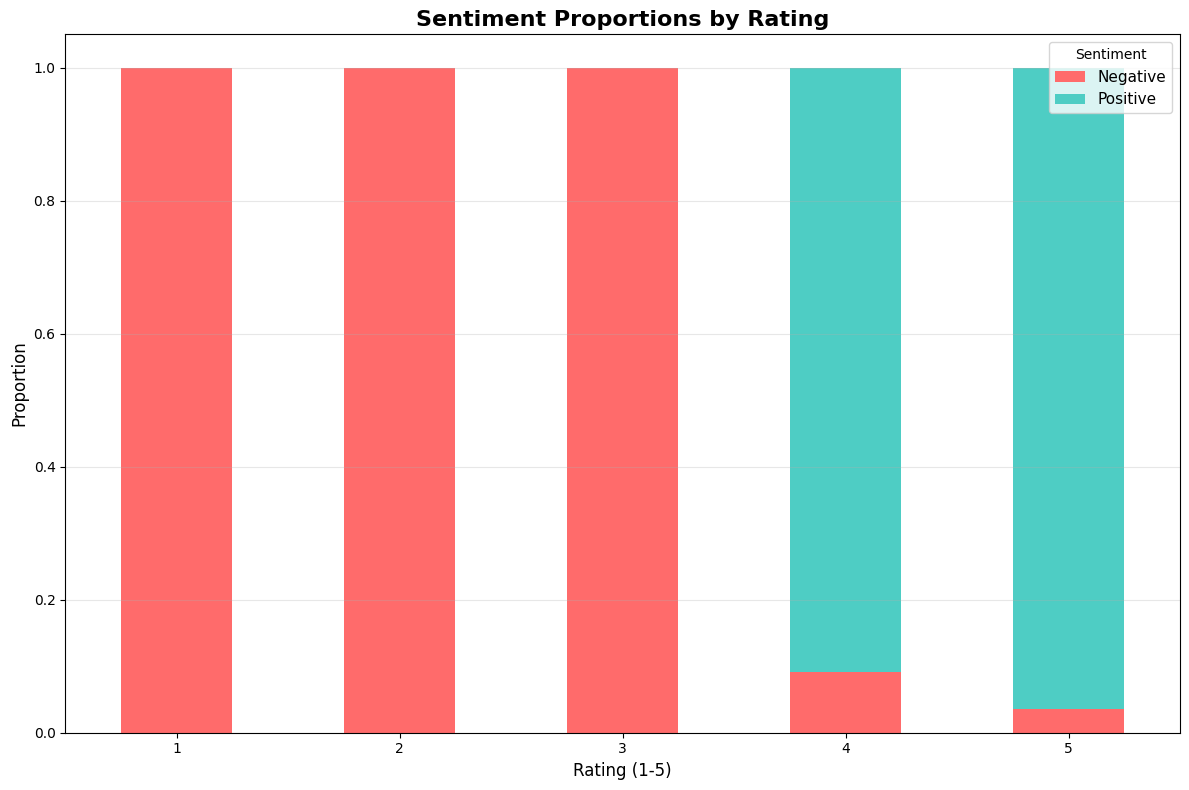 Sentiment Proportions by Rating
Sentiment
Negative
Positive
1.0
0.8
0.6
0.4
0.2
0.0
Proportion
1 2 3 4 5
Rating (1-5)